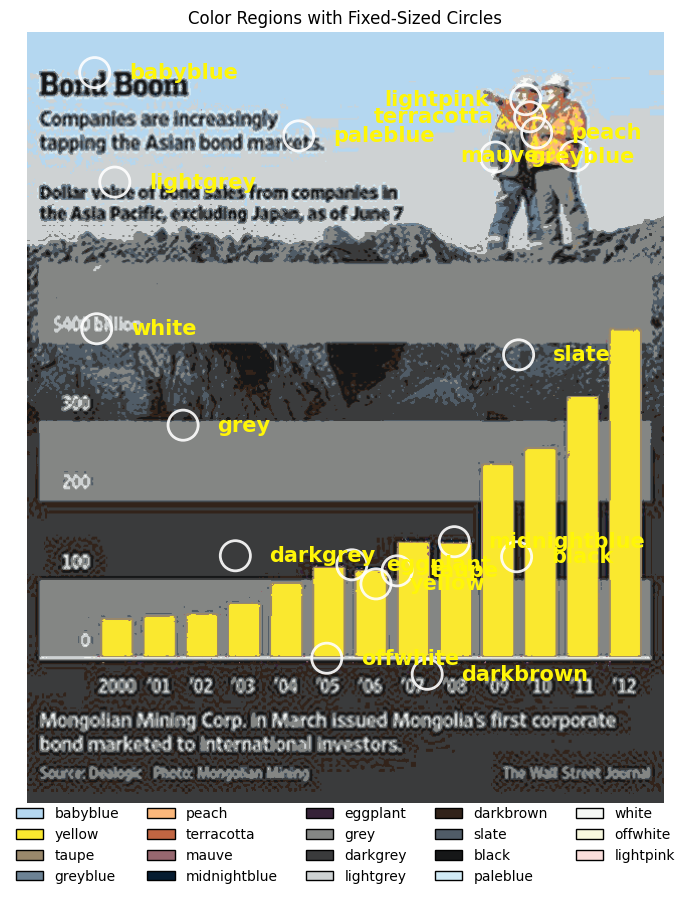 Color Regions with Fixed-Sized Circles
babyblue
Bond Boom
lightpink
Companies are increasingly
terracotta
tapping the Asian bond markets.
paleblue
peach
mauve
greyblue
lightgrey
Dollar value of bond sales from companies in
the Asia Pacific, excluding Japan, as of June 7
$400 billion
white
slate
300
grey
200
midnightblue
100
darkgrey
black
eggplant
taupe
yellow
0
offwhite
darkbrown
2000 '01 '02 '03 '04 '05 '06 '07 '08 '09 '10 '11 '12
Mongolian Mining Corp. in March issued Mongolia's first corporate
bond marketed to international investors.
Source: Dealogic Photo: Mongolian Mining The Wall Street Journal
babyblue peach eggplant darkbrown white
yellow terracotta grey slate offwhite
taupe mauve darkgrey black lightpink
greyblue midnightblue lightgrey paleblue